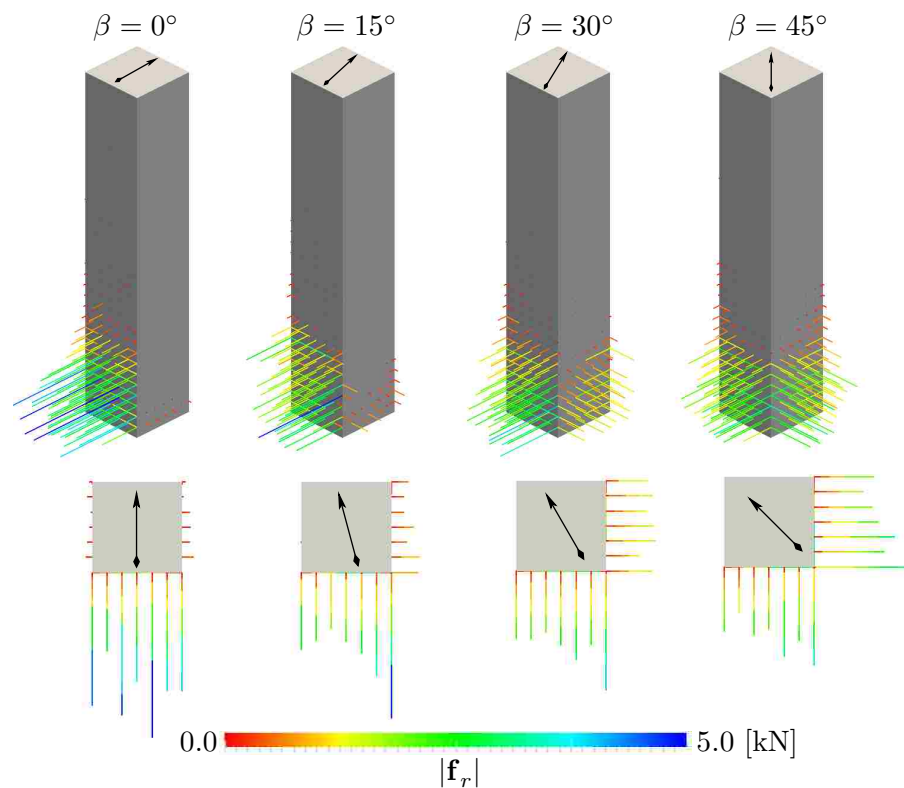 β = 0° β = 15° β = 30° β = 45°
0.0 5.0 [kN]
|f_r|